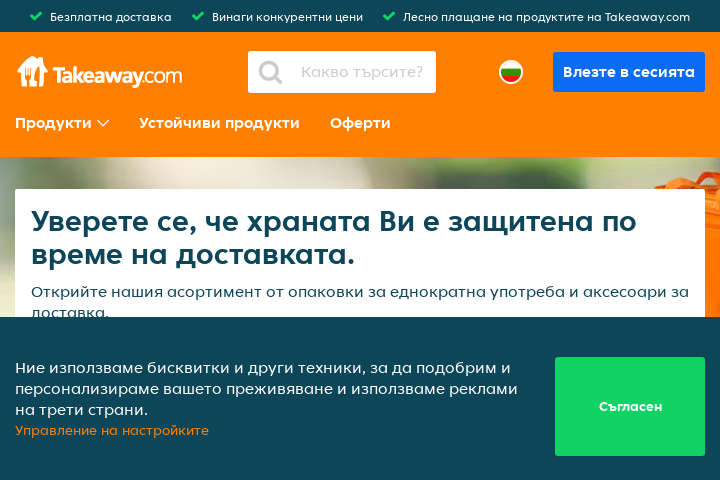 Безплатна доставка
Винаги конкурентни цени
Лесно плащане на продуктите на Takeaway.com
Takeaway.com
Какво търсите?
Влезте в сесията
Продукти
Устойчиви продукти
Оферти
Уверете се, че храната Ви е защитена по
време на доставката.
Открийте нашия асортимент от опаковки за еднократна употреба и аксесоари за
доставка.
Ние използваме бисквитки и други техники, за да подобрим и
персонализираме вашето преживяване и използваме реклами
на трети страни.
Управление на настройките
Съгласен